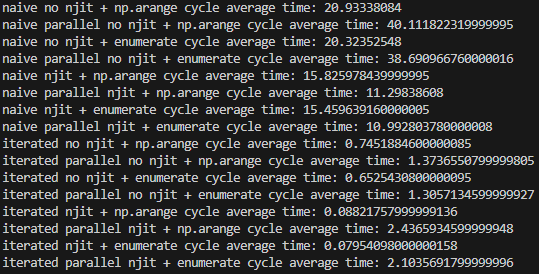 naive no njit + np.arange cycle average time: 20.93338084
naive parallel no njit + np.arange cycle average time: 40.111822319999995
naive no njit + enumerate cycle average time: 20.32352548
naive parallel no njit + enumerate cycle average time: 38.690966760000016
naive njit + np.arange cycle average time: 15.825978439999995
naive parallel njit + np.arange cycle average time: 11.29838608
naive njit + enumerate cycle average time: 15.459639160000005
naive parallel njit + enumerate cycle average time: 10.992803780000008
iterated no njit + np.arange cycle average time: 0.7451884600000085
iterated parallel no njit + np.arange cycle average time: 1.3736550799999805
iterated no njit + enumerate cycle average time: 0.6525430800000095
iterated parallel no njit + enumerate cycle average time: 1.3057134599999927
iterated njit + np.arange cycle average time: 0.0882175799999136
iterated parallel njit + np.arange cycle average time: 2.4365934599999948
iterated njit + enumerate cycle average time: 0.07954098000000158
iterated parallel njit + enumerate cycle average time: 2.1035691799999996